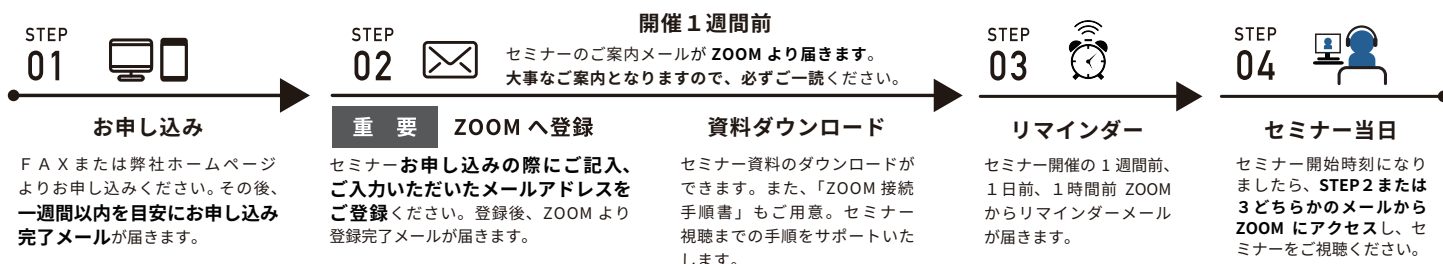 STEP
01
お申し込み
ＦＡＸまたは弊社ホームページ
よりお申し込みください。その後、
一週間以内を目安にお申し込み
完了メールが届きます。
STEP
02
開催１週間前
セミナーのご案内メールが ZOOM より届きます。
大事なご案内となりますので、必ずご一読ください。
重　要
ZOOM へ登録
セミナーお申し込みの際にご記入、
ご入力いただいたメールアドレスを
ご登録ください。登録後、ZOOM より
登録完了メールが届きます。
資料ダウンロード
セミナー資料のダウンロードが
できます。また、「ZOOM 接続
手順書」もご用意。セミナー
視聴までの手順をサポートいた
します。
STEP
03
リマインダー
セミナー開催の 1 週間前、
１日前、１時間前 ZOOM
からリマインダーメール
が届きます。
STEP
04
セミナー当日
セミナー開始時刻になり
ましたら、STEP２または
３どちらかのメールから
ZOOM にアクセスし、セ
ミナーをご視聴ください。